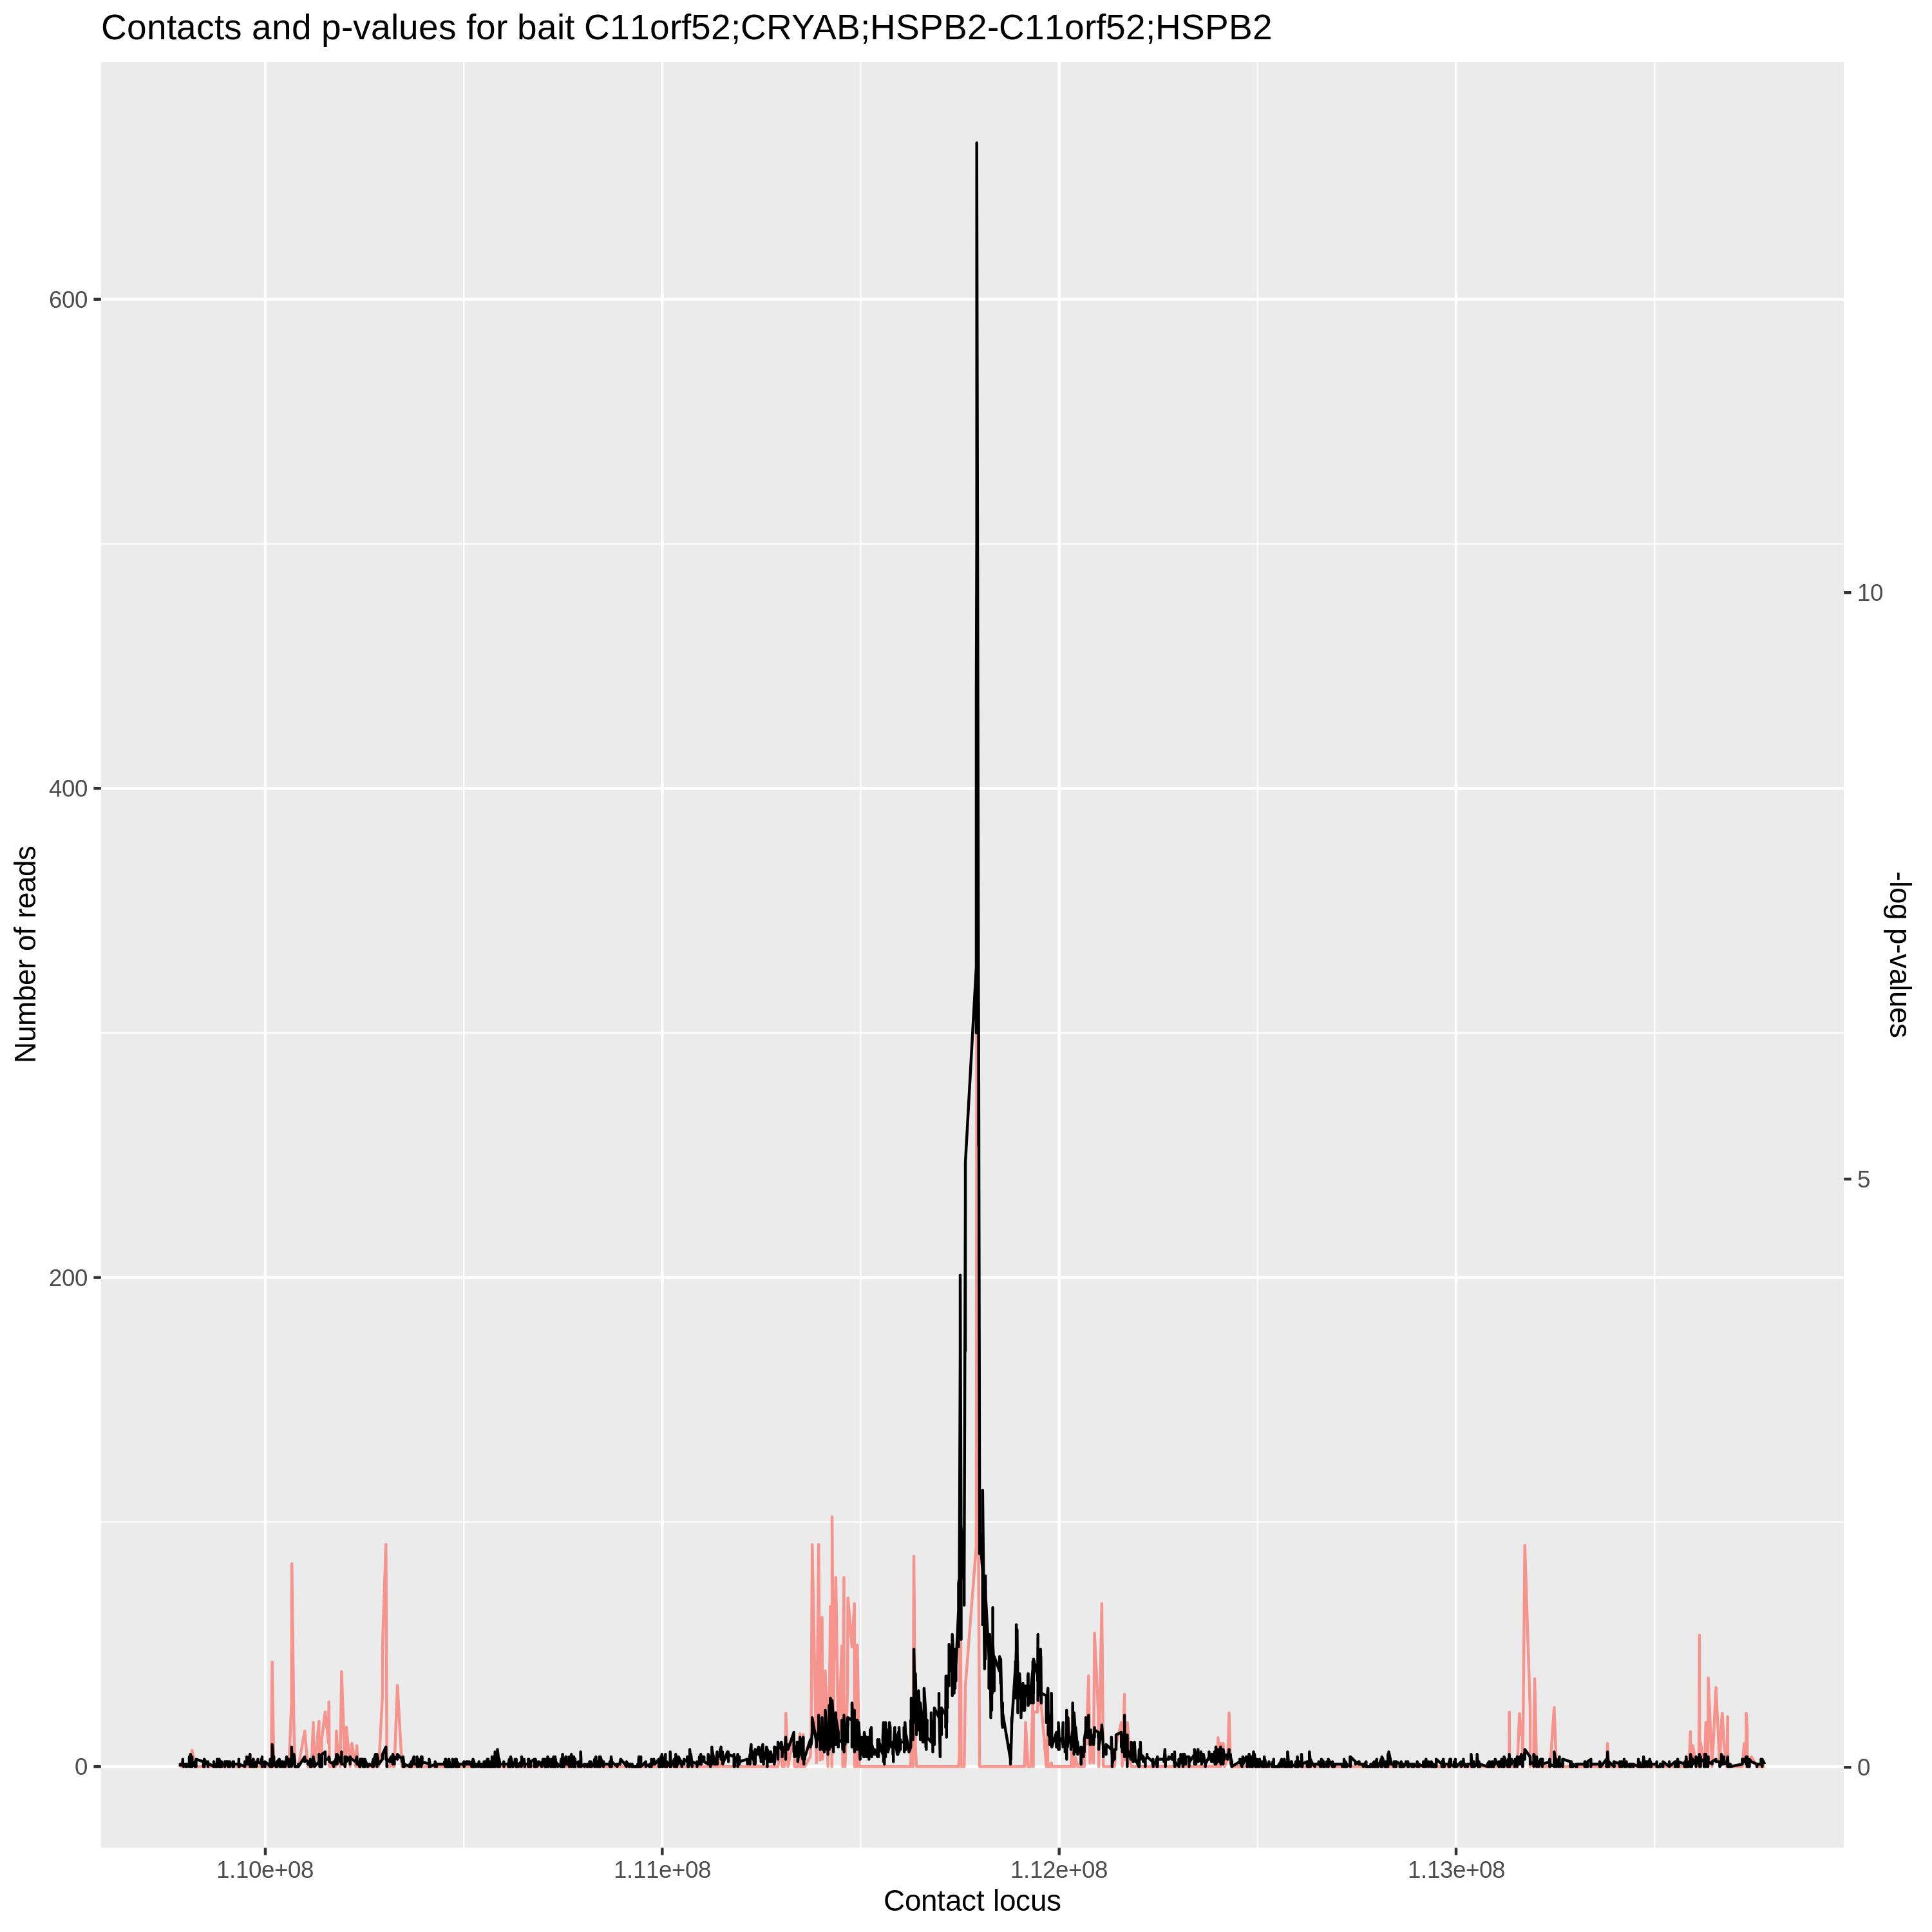 Contacts and p-values for bait C11orf52;CRYAB;HSPB2-C11orf52;HSPB2
600
400
200
0
Number of reads
10
5
0
-log p-values
1.10e+08
1.11e+08
1.12e+08
1.13e+08
Contact locus